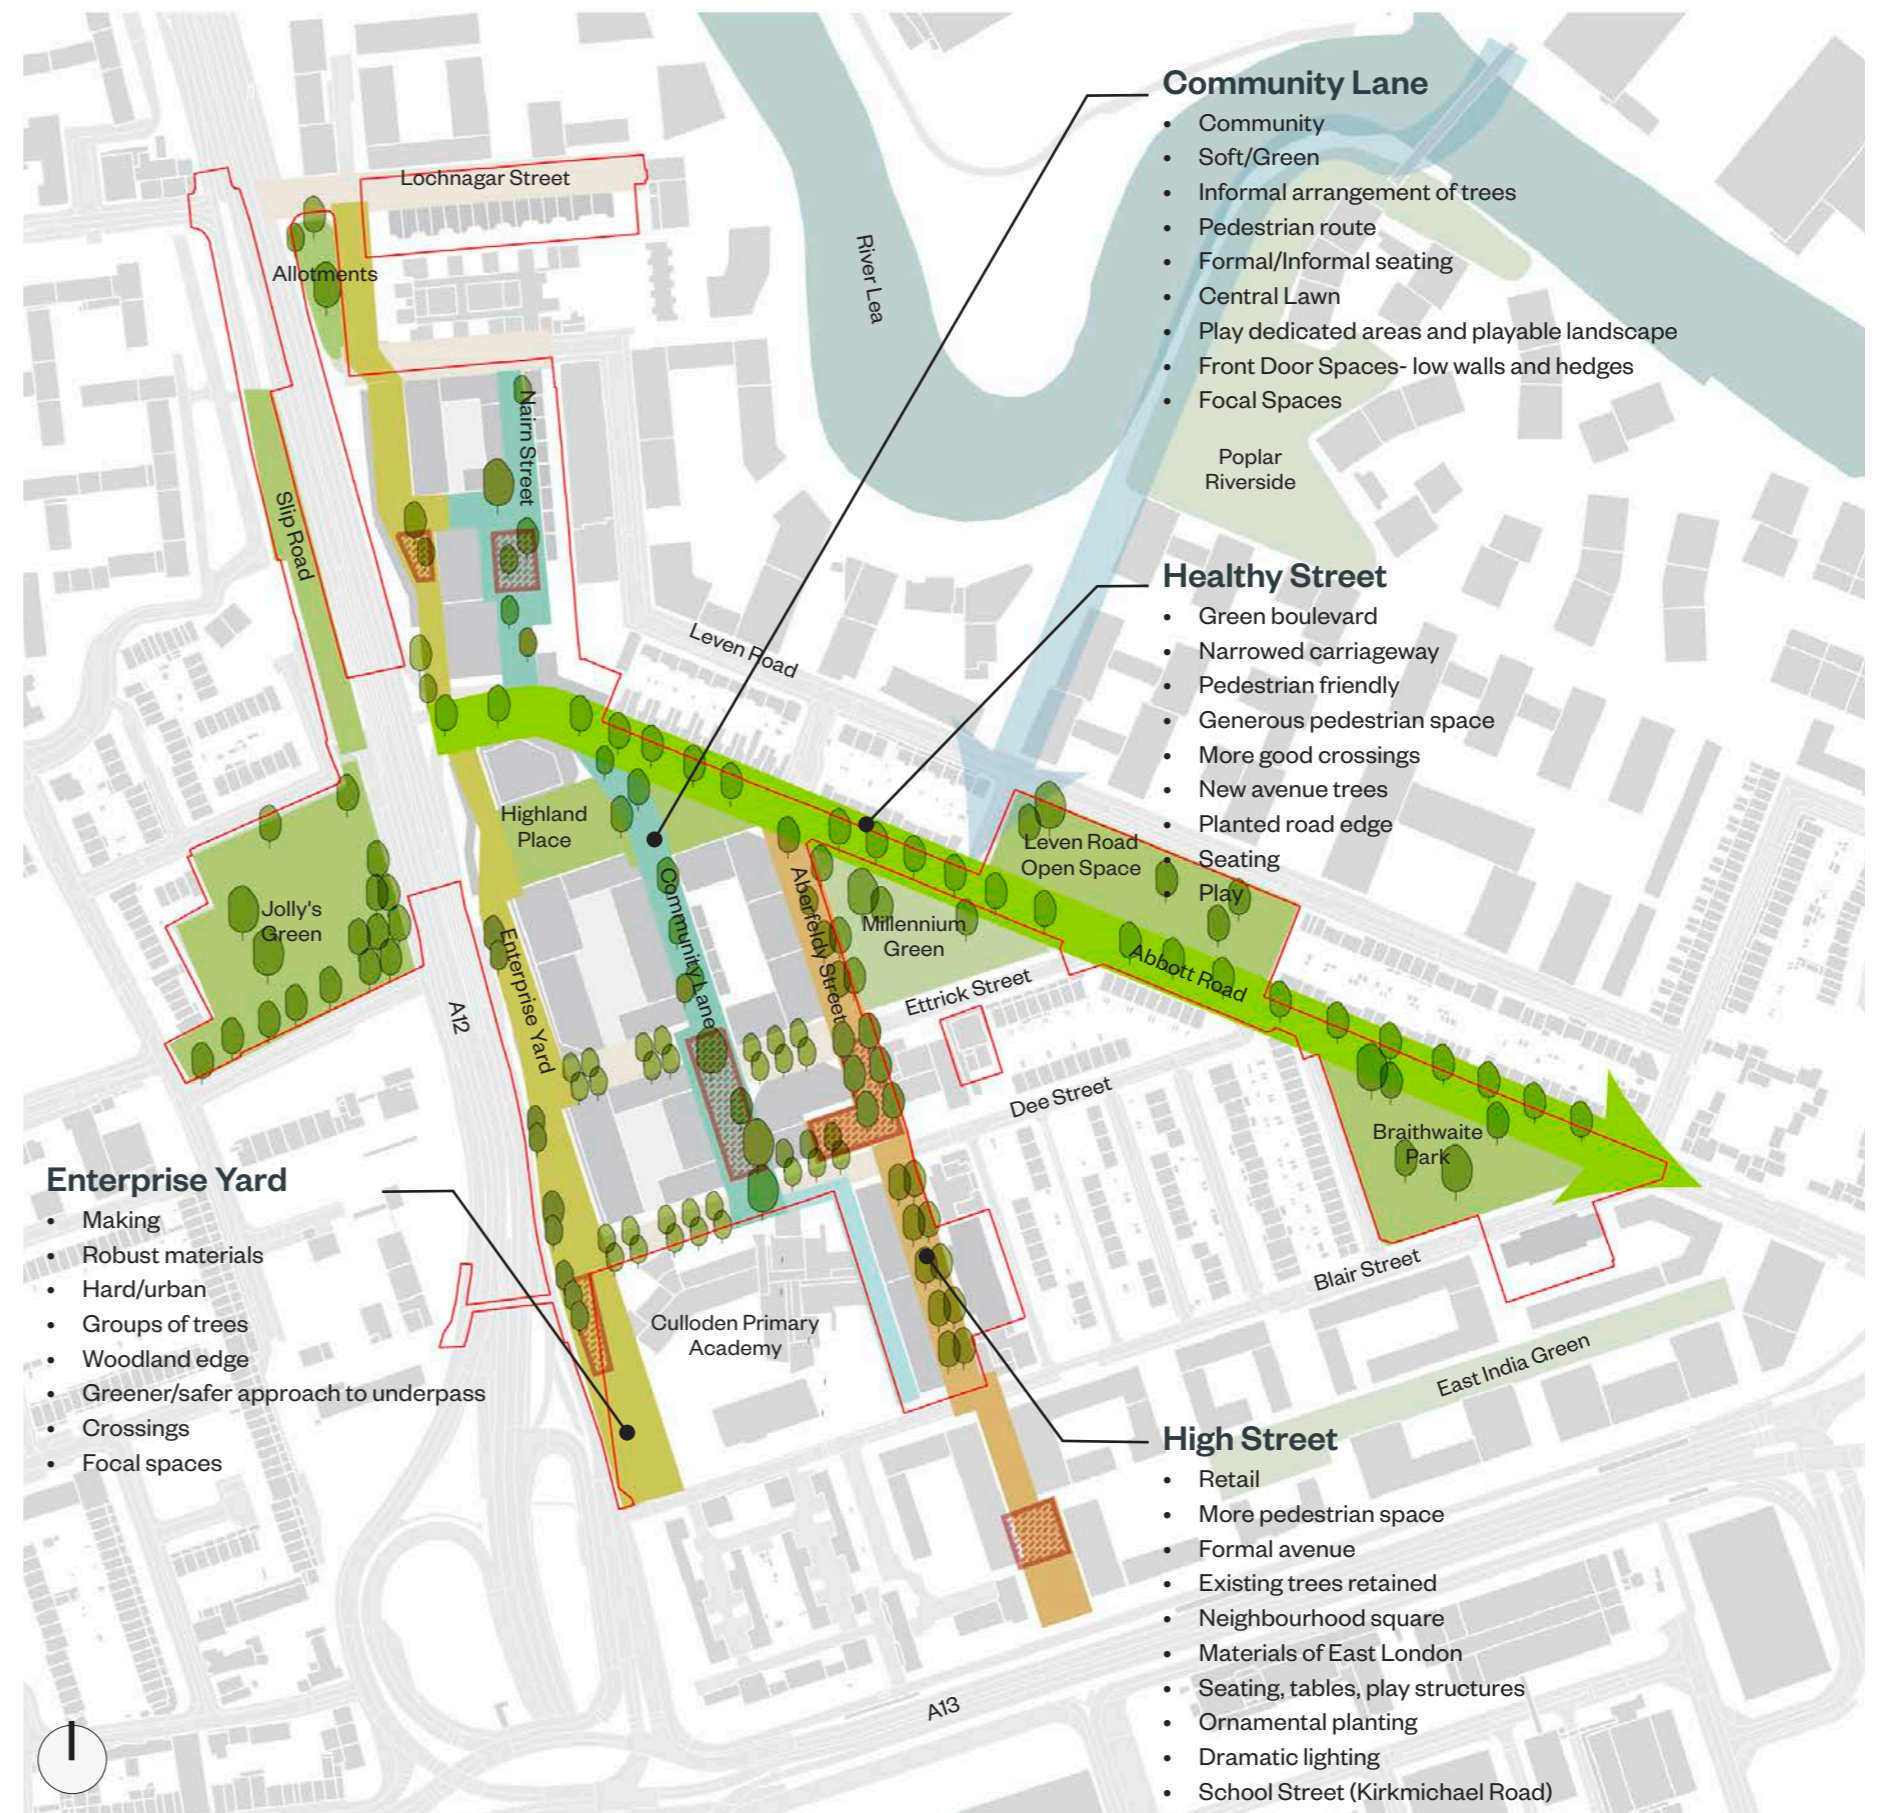 Community Lane
• Community
• Soft/Green
• Informal arrangement of trees
• Pedestrian route
• Formal/Informal seating
• Central Lawn
• Play dedicated areas and playable landscape
• Front Door Spaces- low walls and hedges
• Focal Spaces
Lochnagar Street
Allotments
River Lea
Nairn Street
Slip Road
Poplar
Riverside
Healthy Street
• Green boulevard
• Narrowed carriageway
• Pedestrian friendly
• Generous pedestrian space
• More good crossings
• New avenue trees
• Planted road edge
• Seating
• Play
Leven Road
Highland
Place
Leven Road
Open Space
Jolly's
Green
Community Lane
Aberfeldy Street
Millennium
Green
Enterprise Yard
A12
Ettrick Street
Abbott Road
Dee Street
Braithwaite
Park
Enterprise Yard
• Making
• Robust materials
• Hard/urban
• Groups of trees
• Woodland edge
• Greener/safer approach to underpass
• Crossings
• Focal spaces
Culloden Primary
Academy
Blair Street
East India Green
High Street
• Retail
• More pedestrian space
• Formal avenue
• Existing trees retained
• Neighbourhood square
• Materials of East London
• Seating, tables, play structures
• Ornamental planting
• Dramatic lighting
• School Street (Kirkmichael Road)
A13